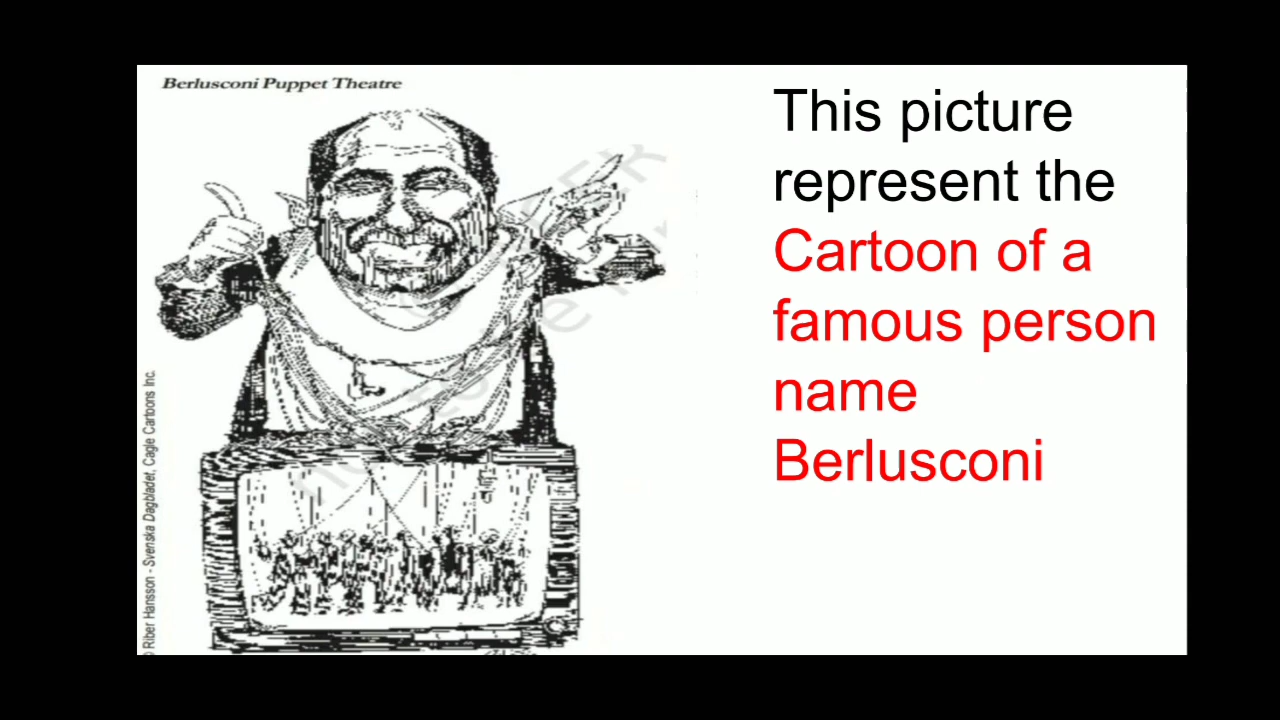 Berlusconi Puppet Theatre
This picture
represent the
Cartoon of a
famous person
name
Berlusconi
Riber Hansson - Svenska Dagbladet, Cagle Cartoons Inc.